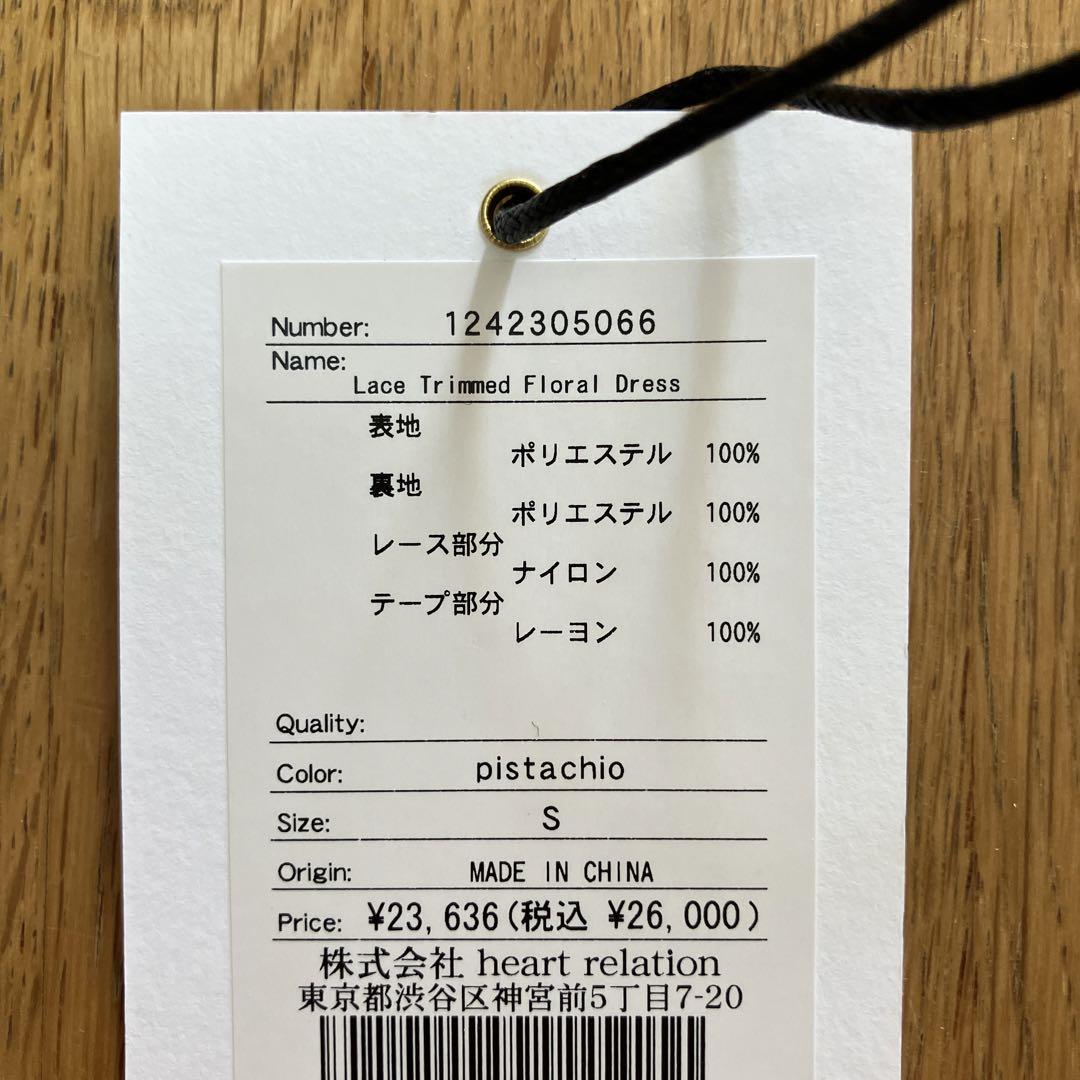 Number: 1242305066
Name:
Lace Trimmed Floral Dress
表地
ポリエステル 100%
裏地
ポリエステル 100%
レース部分
ナイロン 100%
テープ部分
レーヨン 100%
Quality:
Color: pistachio
Size: S
Origin: MADE IN CHINA
Price: ¥23,636(税込 ¥26,000)
株式会社 heart relation
東京都渋谷区神宮前5丁目7-20